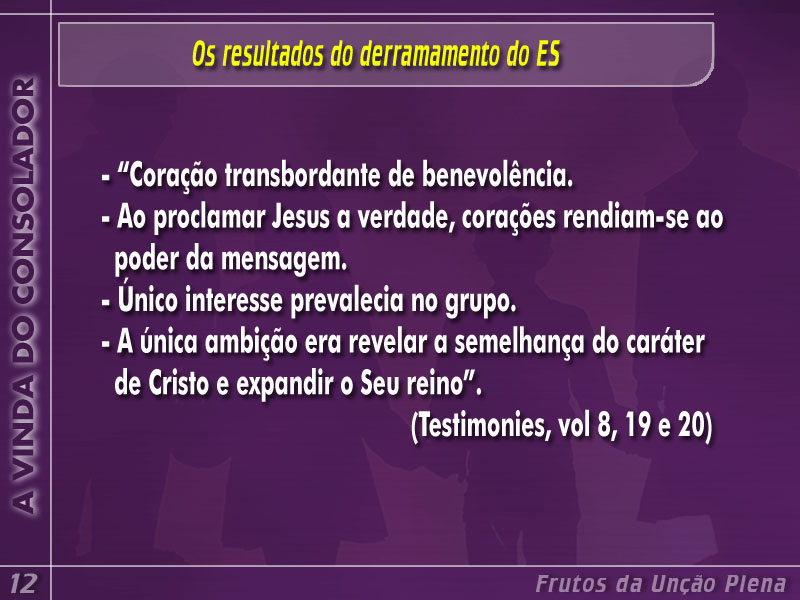 Os resultados do derramamento do ES
A VINDA DO CONSOLADOR
- “Coração transbordante de benevolência.
- Ao proclamar Jesus a verdade, corações rendiam-se ao
poder da mensagem.
- Único interesse prevalecia no grupo.
- A única ambição era revelar a semelhança do caráter
de Cristo e expandir o Seu reino”.
(Testimonies, vol 8, 19 e 20)
12
Frutos da Unção Plena